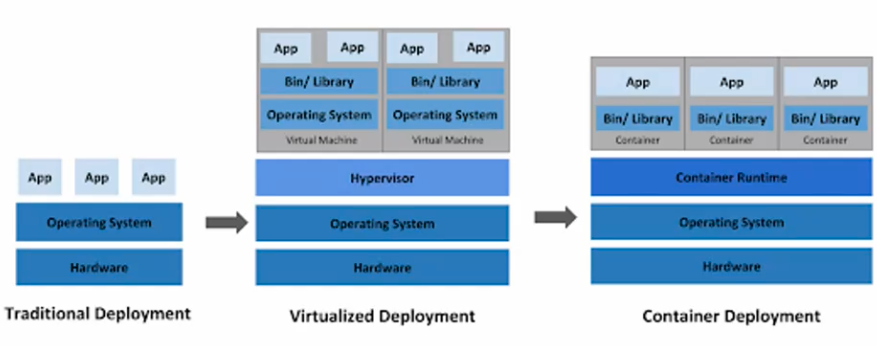 App App App
Operating System
Hardware
Traditional Deployment
App App App App
Bin/ Library Bin/ Library
Operating System Operating System
Virtual Machine Virtual Machine
Hypervisor
Operating System
Hardware
Virtualized Deployment
App App App
Bin/ Library Bin/ Library Bin/ Library
Container Container Container
Container Runtime
Operating System
Hardware
Container Deployment